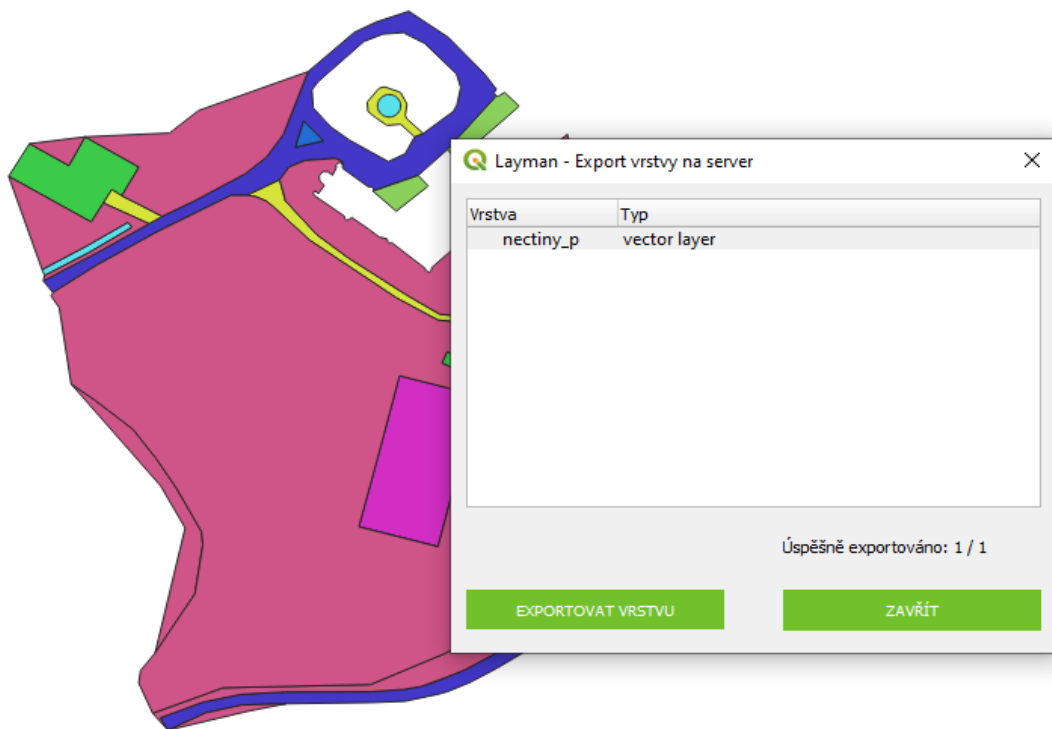 Layman - Export vrstvy na server
Vrstva Typ
nectiny_p vector layer
Úspěšně exportováno: 1 / 1
EXPORTOVAT VRSTVU ZAVŘÍT